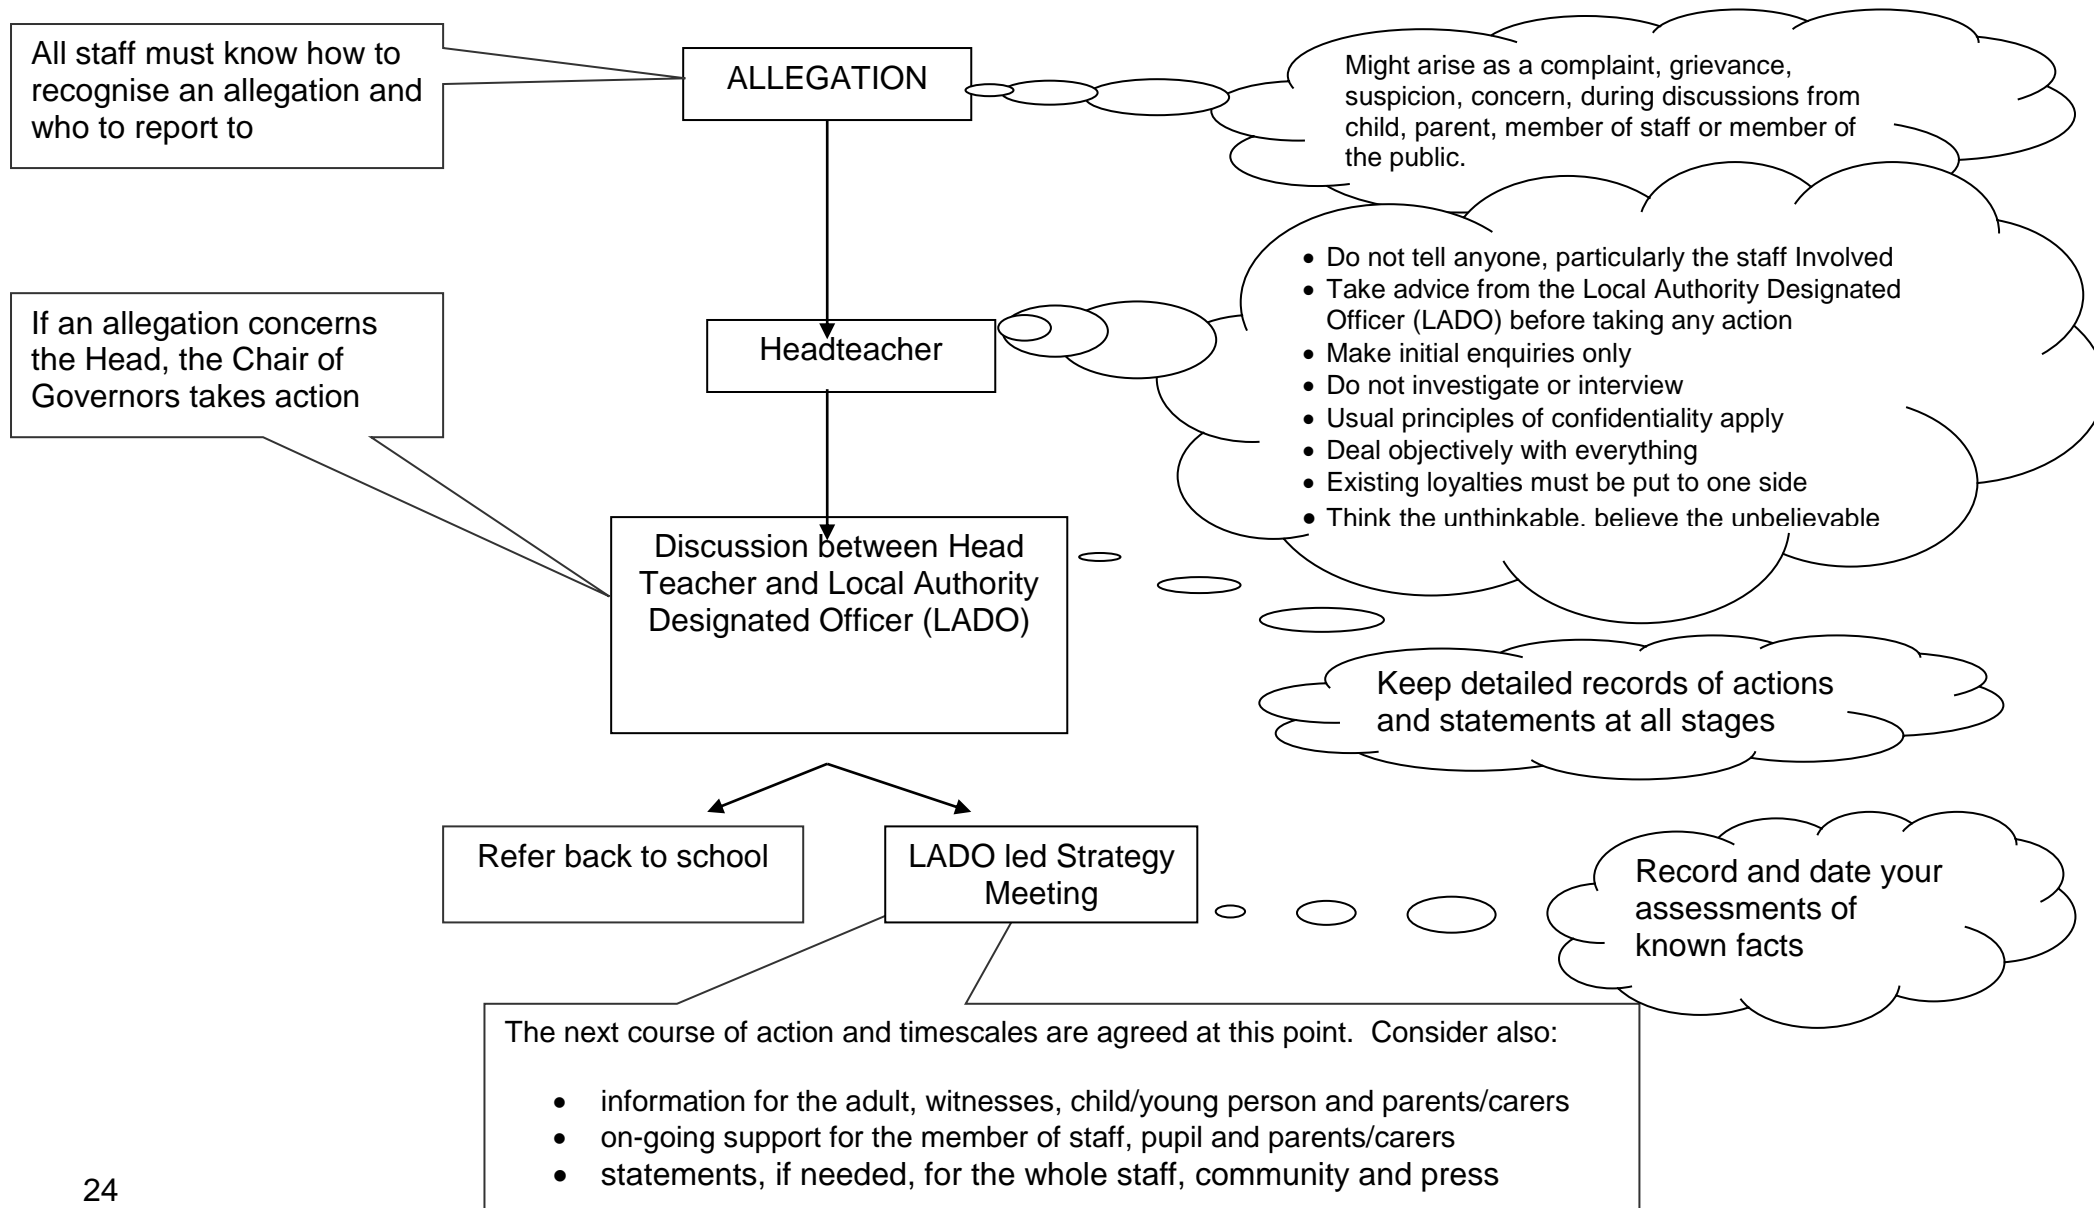 All staff must know how to
recognise an allegation and
who to report to
ALLEGATION
Might arise as a complaint, grievance,
suspicion, concern, during discussions from
child, parent, member of staff or member of
the public.
If an allegation concerns
the Head, the Chair of
Governors takes action
Headteacher
• Do not tell anyone, particularly the staff Involved
• Take advice from the Local Authority Designated
Officer (LADO) before taking any action
• Make initial enquiries only
• Do not investigate or interview
• Usual principles of confidentiality apply
• Deal objectively with everything
• Existing loyalties must be put to one side
• Think the unthinkable, believe the unbelievable
Discussion between Head
Teacher and Local Authority
Designated Officer (LADO)
Keep detailed records of actions
and statements at all stages
Refer back to school
LADO led Strategy
Meeting
Record and date your
assessments of
known facts
The next course of action and timescales are agreed at this point.  Consider also:
• information for the adult, witnesses, child/young person and parents/carers
• on-going support for the member of staff, pupil and parents/carers
• statements, if needed, for the whole staff, community and press
24